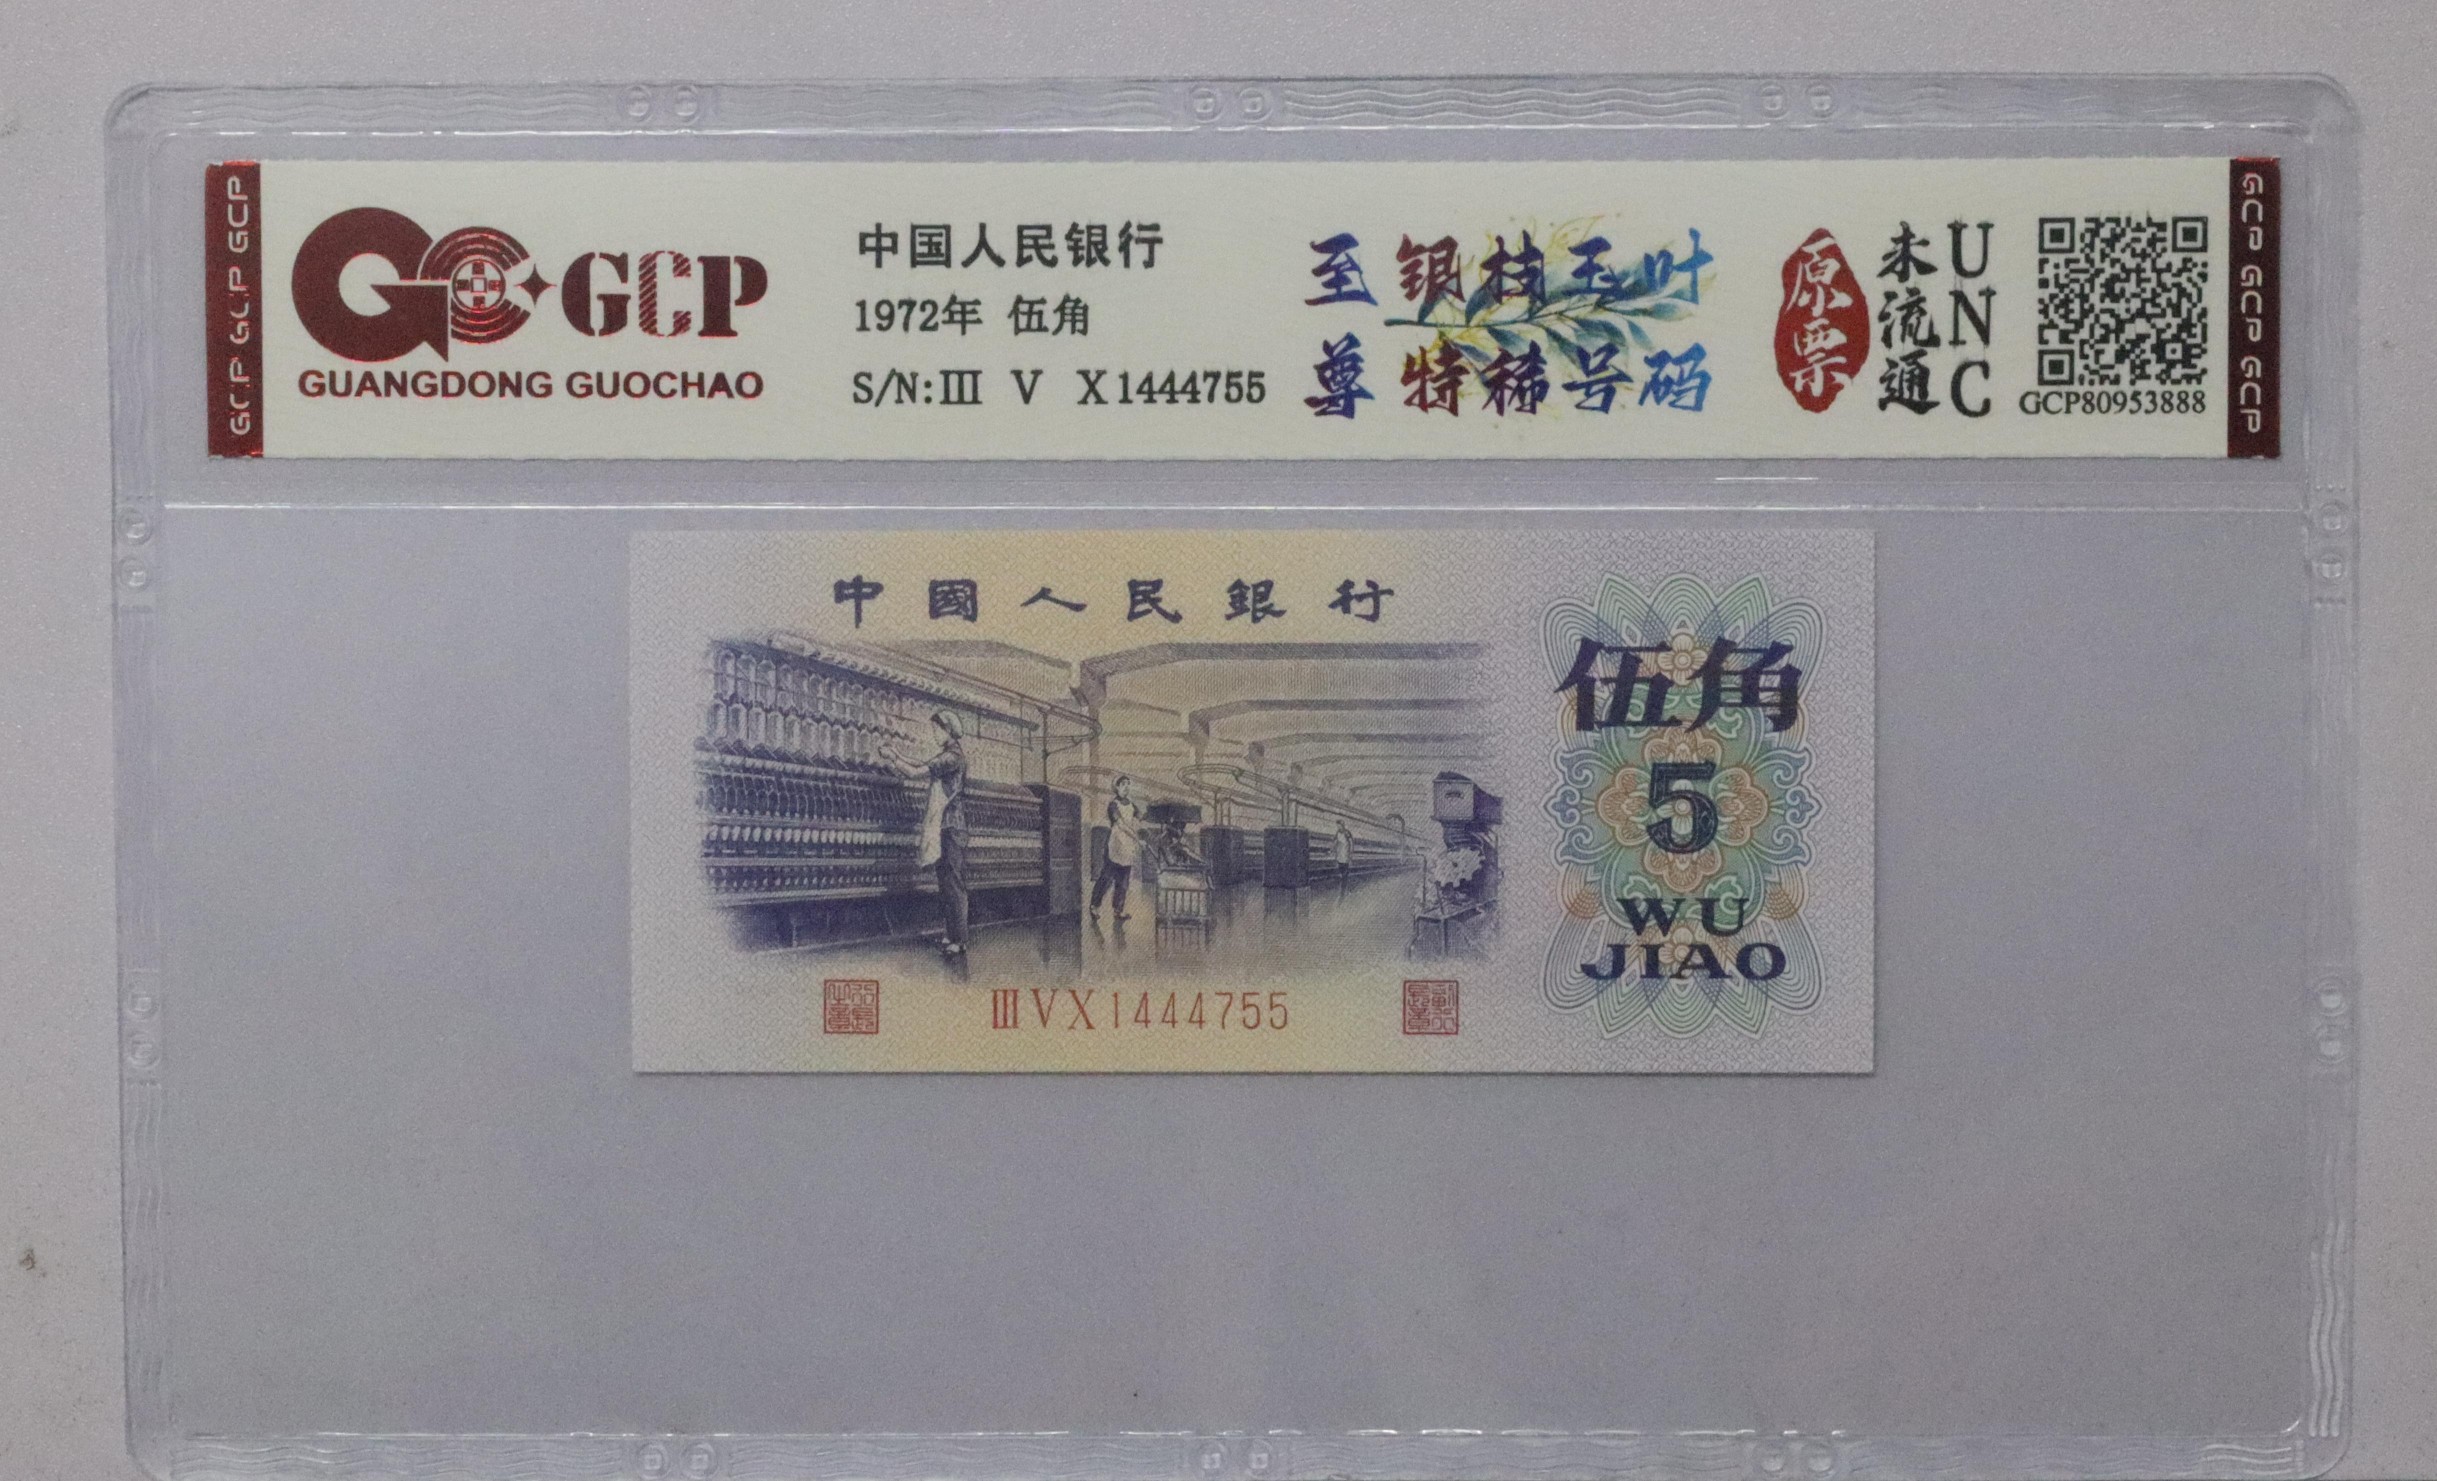 GCP GCP GCP
GCP
GUANGDONG GUOCHAO
中国人民银行
1972年 伍角
S/N:Ⅲ V X 1444755
至尊
银枝玉叶
特稀号码
原票
未流通
UNC
GCP80953888
GCP GCP GCP
中國人民銀行
伍角
5
WU
JIAO
ⅢVX1444755